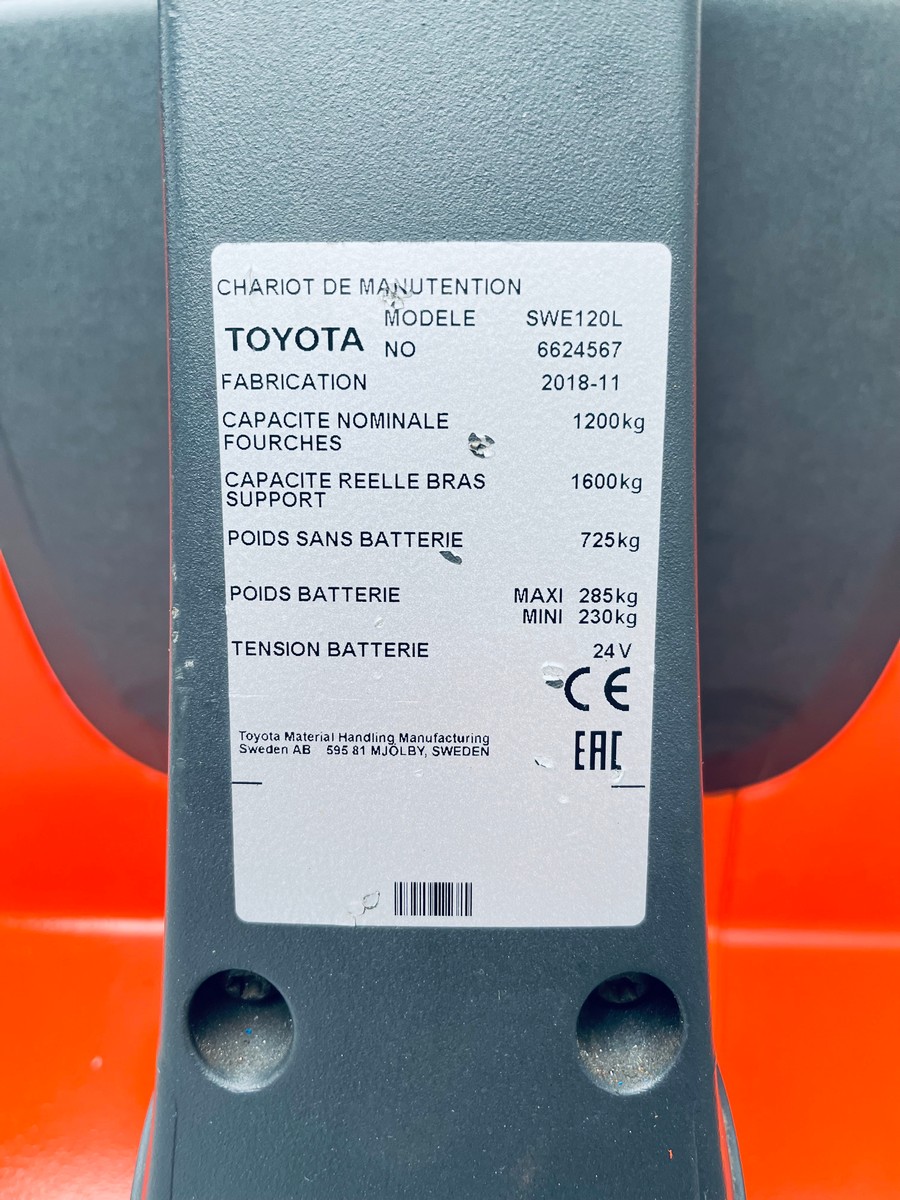 CHARIOT DE MANUTENTION
TOYOTA
MODELE SWE120L
NO 6624567
FABRICATION 2018-11
CAPACITE NOMINALE 1200kg
FOURCHES
CAPACITE REELLE BRAS 1600kg
SUPPORT
POIDS SANS BATTERIE 725kg
POIDS BATTERIE MAXI 285kg
MINI 230kg
TENSION BATTERIE 24V
CE
Toyota Material Handling Manufacturing
Sweden AB 595 81 MJÖLBY, SWEDEN
EAC